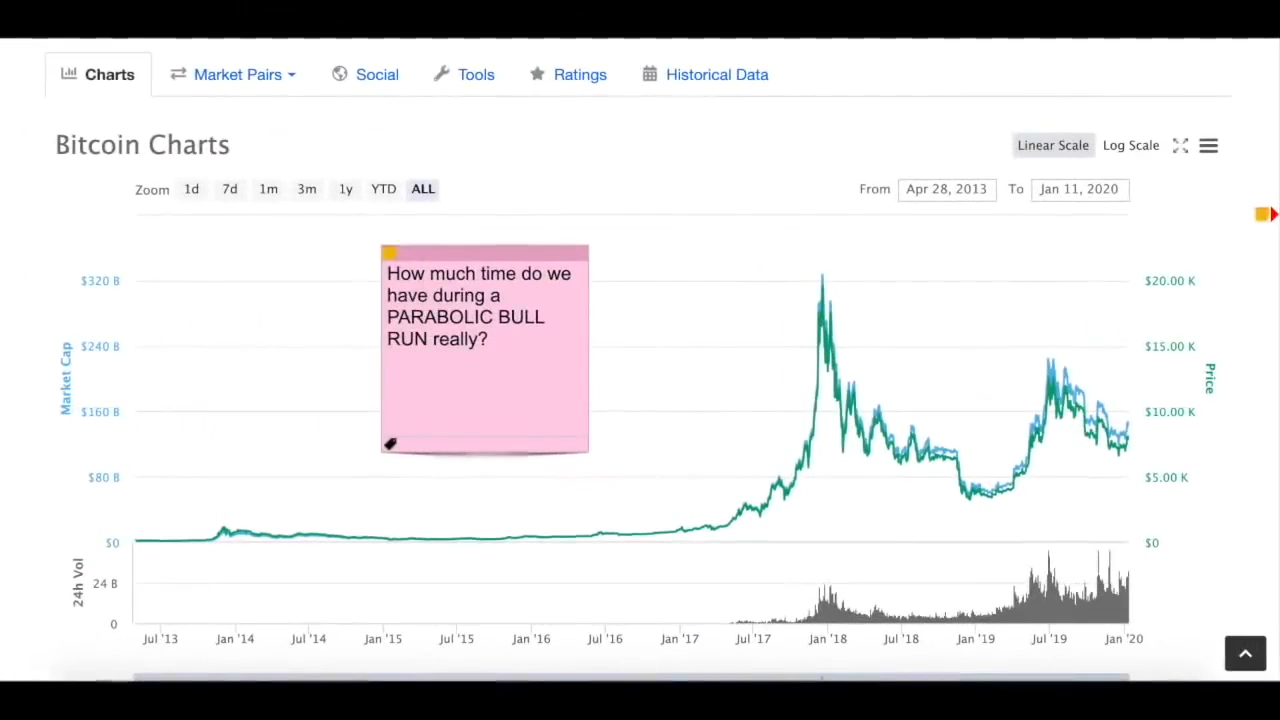 Charts Market Pairs Social Tools Ratings Historical Data
Bitcoin Charts
Linear Scale Log Scale
Zoom 1d 7d 1m 3m 1y YTD ALL
From Apr 28, 2013 To Jan 11, 2020
How much time do we
have during a
PARABOLIC BULL
RUN really?
$320 B
$240 B
$160 B
$80 B
$0
Market Cap
$20.00 K
$15.00 K
$10.00 K
$5.00 K
$0
Price
24h Vol
24 B
0
Jul '13 Jan '14 Jul '14 Jan '15 Jul '15 Jan '16 Jul '16 Jan '17 Jul '17 Jan '18 Jul '18 Jan '19 Jul '19 Jan '20